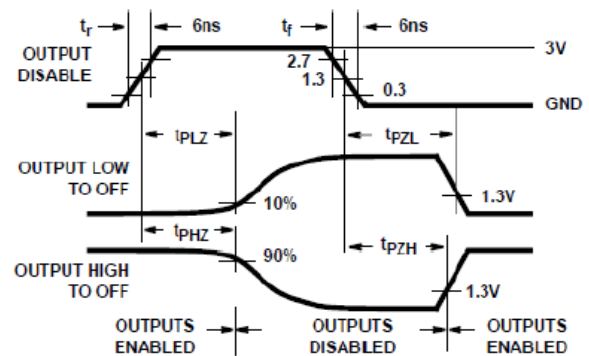 tr 6ns tf 6ns
OUTPUT DISABLE
3V
2.7
1.3
0.3
GND
tPLZ tPZL
OUTPUT LOW TO OFF
10%
1.3V
tPHZ tPZH
OUTPUT HIGH TO OFF
90%
1.3V
OUTPUTS ENABLED
OUTPUTS DISABLED
OUTPUTS ENABLED